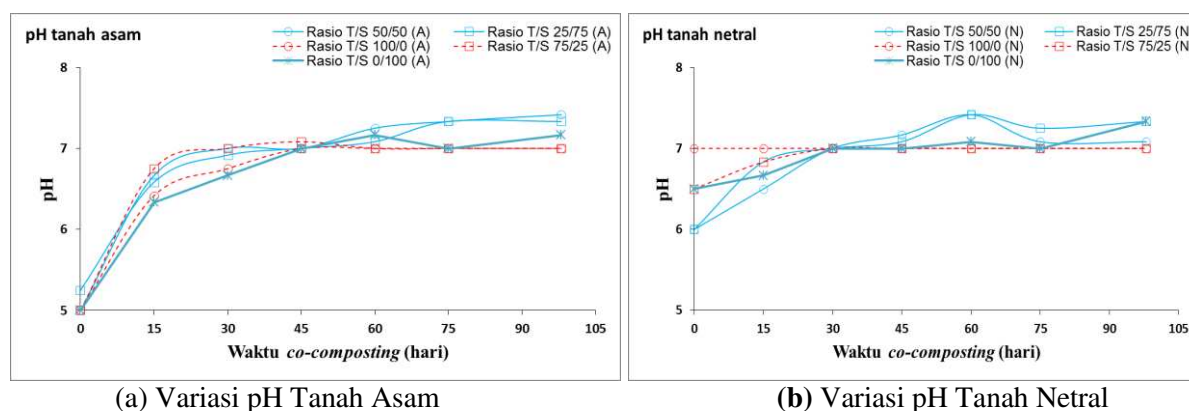 pH tanah asam
Rasio T/S 50/50 (A)
Rasio T/S 25/75 (A)
Rasio T/S 100/0 (A)
Rasio T/S 75/25 (A)
Rasio T/S 0/100 (A)
8
7
6
5
pH
0 15 30 45 60 75 90 105
Waktu co-composting (hari)
(a) Variasi pH Tanah Asam
pH tanah netral
Rasio T/S 50/50 (N)
Rasio T/S 25/75 (N
Rasio T/S 100/0 (N)
Rasio T/S 75/25 (N
Rasio T/S 0/100 (N)
8
7
6
5
pH
0 15 30 45 60 75 90 105
Waktu co-composting (hari)
(b) Variasi pH Tanah Netral